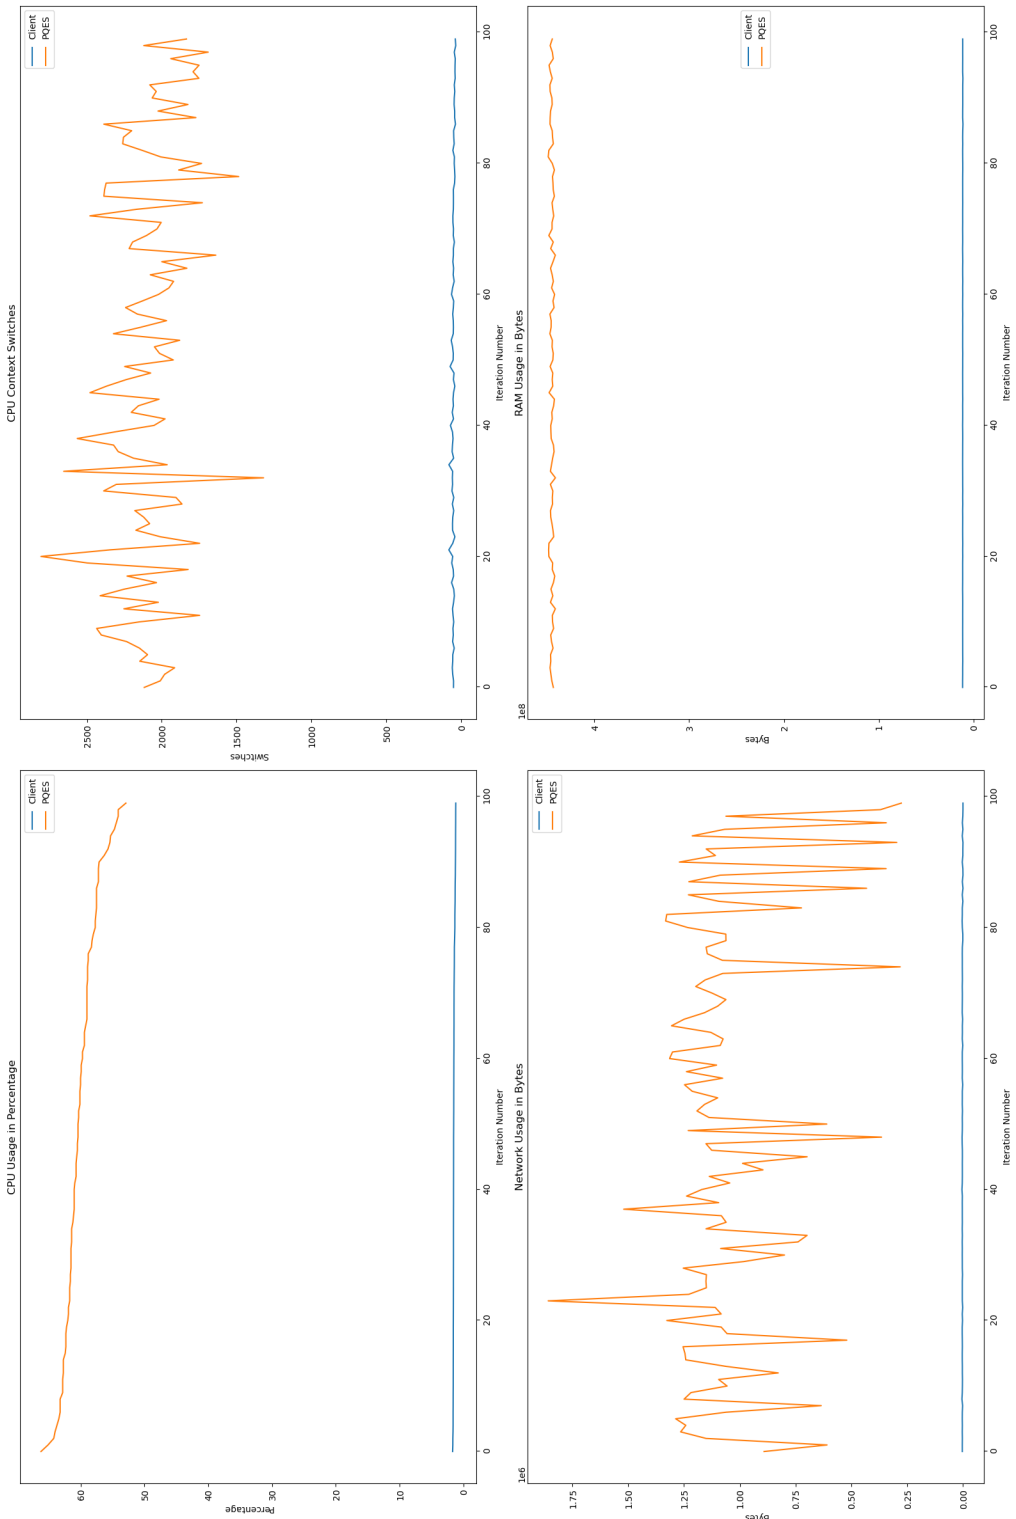 CPU Usage in Percentage
Client
PQES
60
50
40
30
20
10
0
Percentage
0
20
40
60
80
100
Iteration Number
CPU Context Switches
Client
PQES
2500
2000
1500
1000
500
0
Switches
0
20
40
60
80
100
Iteration Number
Network Usage in Bytes
1e6
Client
PQES
1.75
1.50
1.25
1.00
0.75
0.50
0.25
0.00
Bytes
0
20
40
60
80
100
Iteration Number
RAM Usage in Bytes
1e8
Client
PQES
4
3
2
1
0
Bytes
0
20
40
60
80
100
Iteration Number